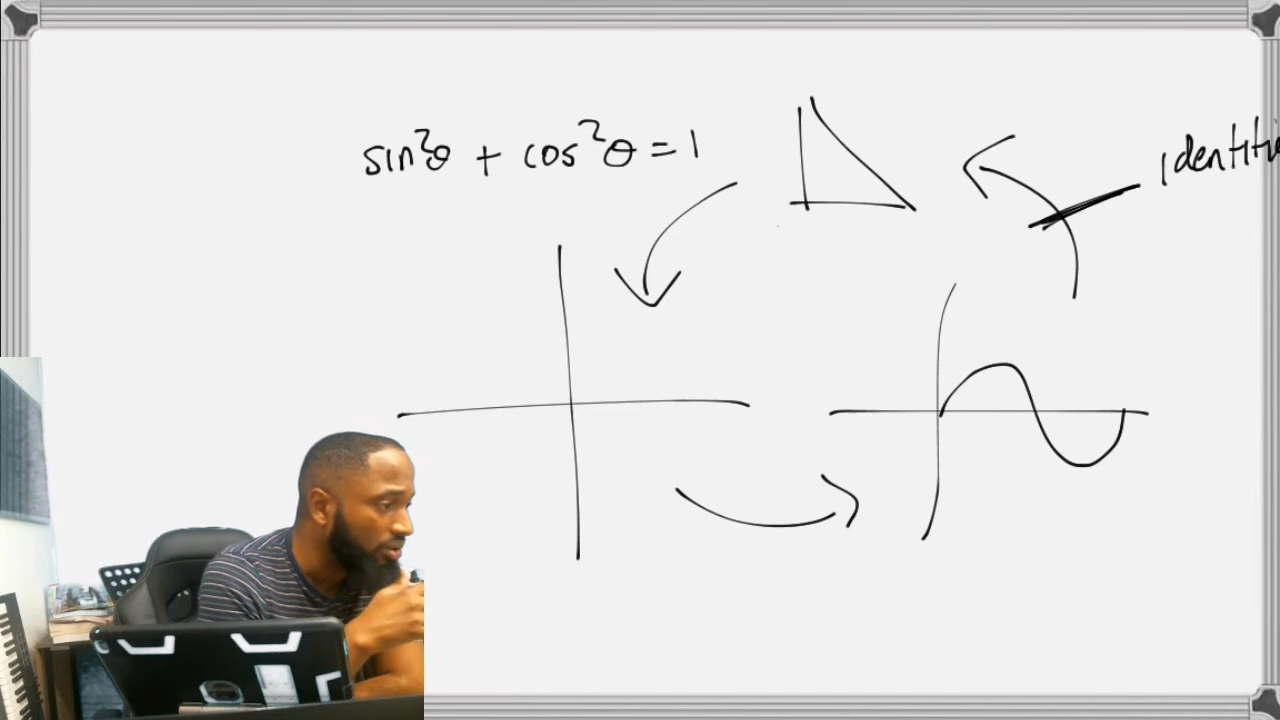 sin²θ + cos²θ = 1
identiti